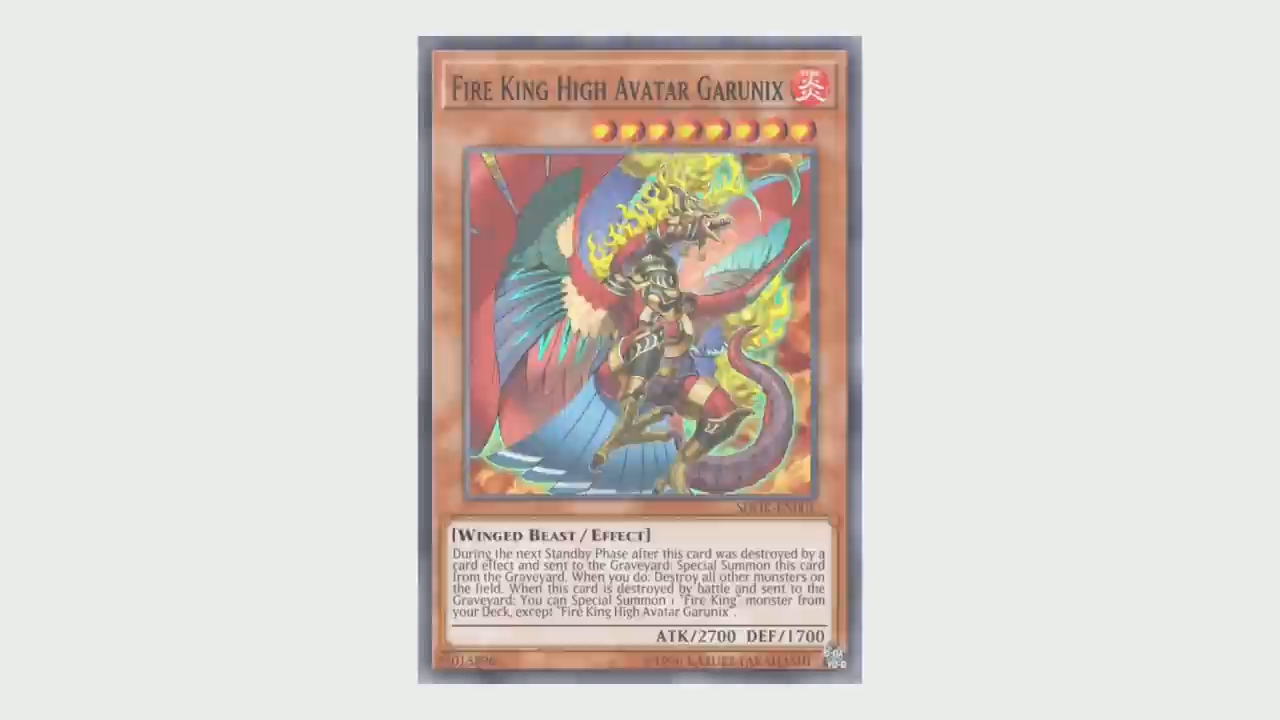 FIRE KING HIGH AVATAR GARUNIX
炎
[WINGED BEAST / EFFECT]
During the next Standby Phase after this card was destroyed by a
card effect and sent to the Graveyard: Special Summon this card
from the Graveyard. When you do: Destroy all other monsters on
the field. When this card is destroyed by battle and sent to the
Graveyard: You can Special Summon 1 "Fire King" monster from
your Deck, except "Fire King High Avatar Garunix".
ATK/2700 DEF/1700
KAZUKI TAKAHASHI